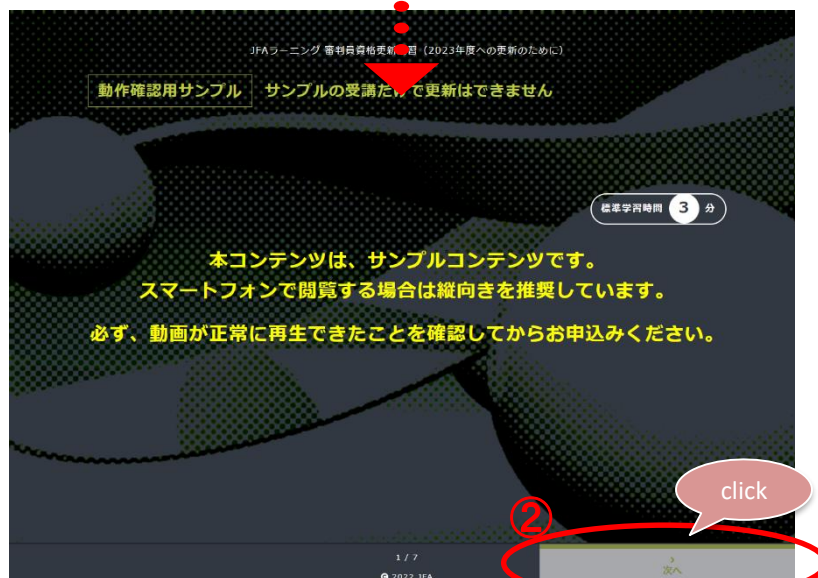 JFAラーニング 審判員資格更新講習（2023年度への更新のために）
動作確認用サンプル サンプルの受講だけで更新はできません
標準学習時間 3 分
本コンテンツは、サンプルコンテンツです。
スマートフォンで閲覧する場合は縦向きを推奨しています。
必ず、動画が正常に再生できたことを確認してからお申込みください。
click
②
1 / 7
次へ
© 2022 JFA